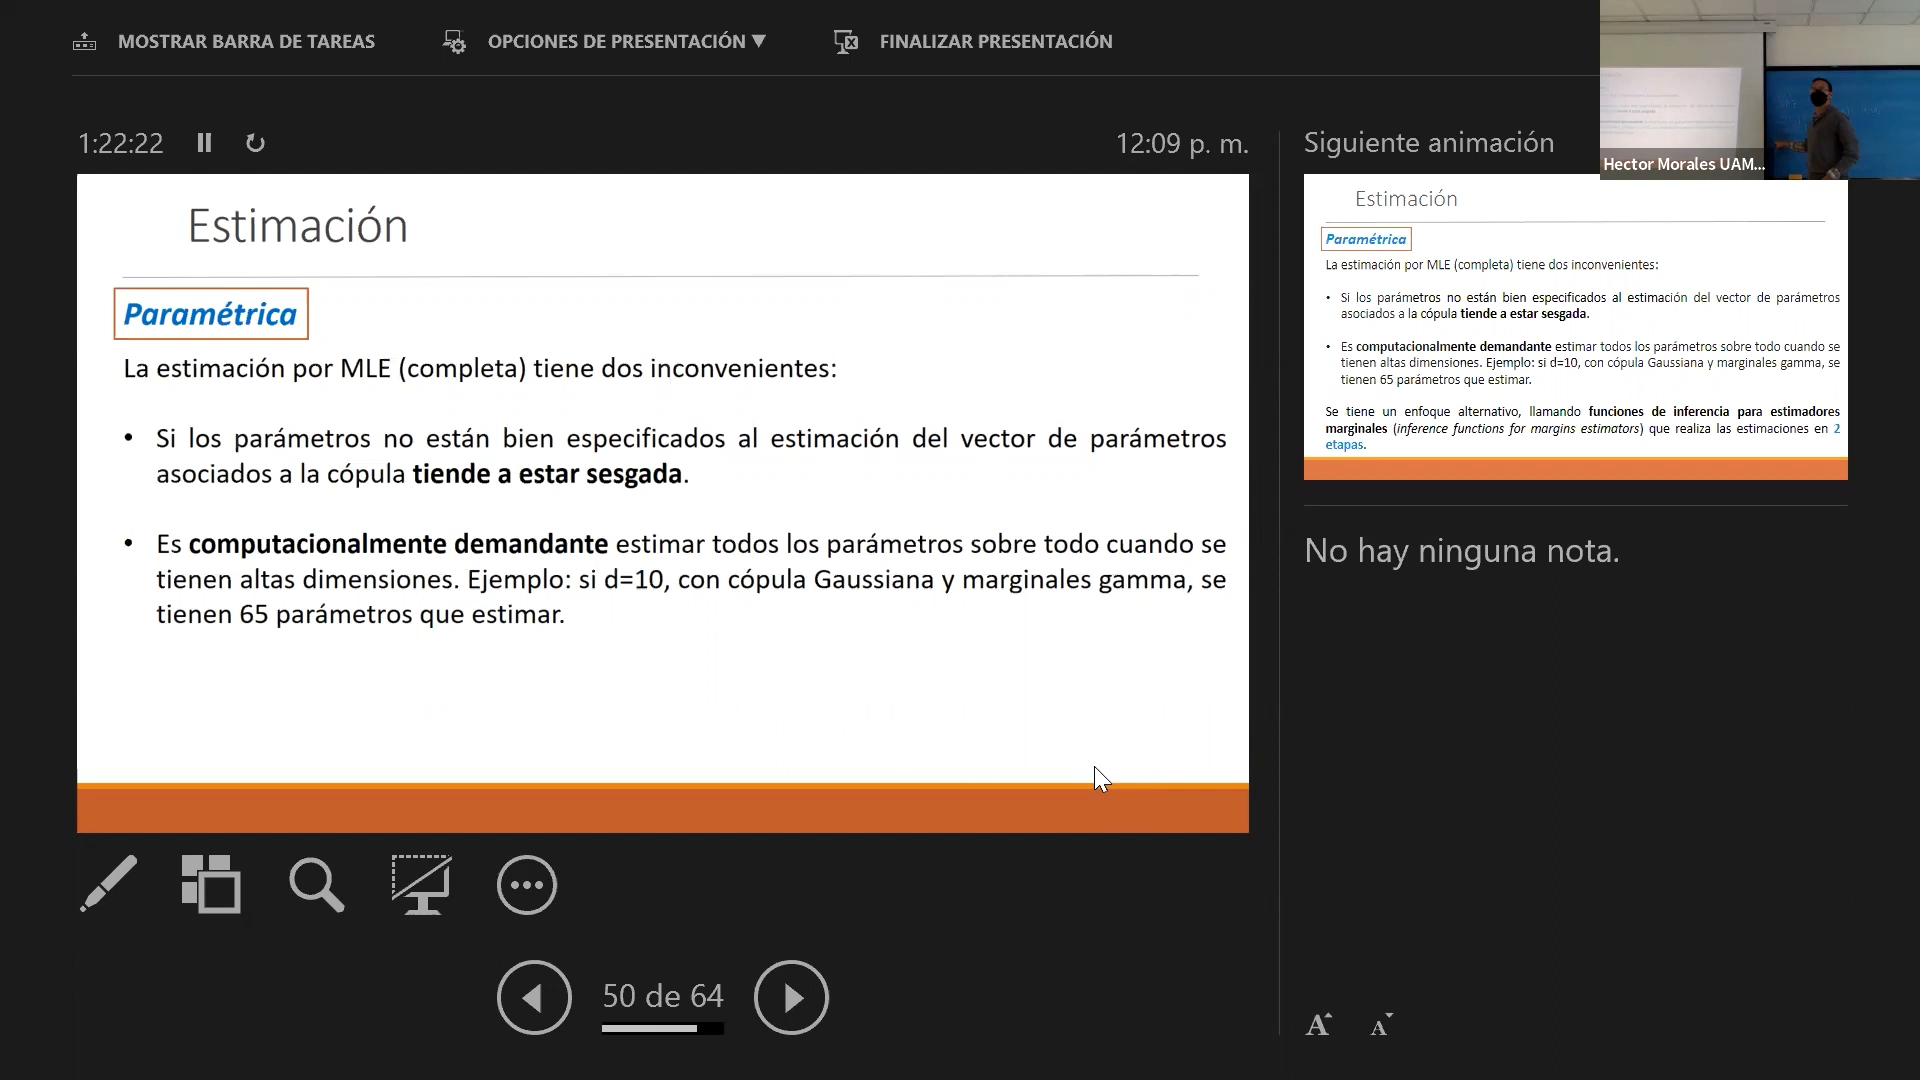 MOSTRAR BARRA DE TAREAS
OPCIONES DE PRESENTACIÓN ▼
FINALIZAR PRESENTACIÓN
1:22:22
12:09 p. m.
Estimación
Paramétrica
La estimación por MLE (completa) tiene dos inconvenientes:
• Si los parámetros no están bien especificados al estimación del vector de parámetros
asociados a la cópula tiende a estar sesgada.
• Es computacionalmente demandante estimar todos los parámetros sobre todo cuando se
tienen altas dimensiones. Ejemplo: si d=10, con cópula Gaussiana y marginales gamma, se
tienen 65 parámetros que estimar.
50 de 64
Siguiente animación
Hector Morales UAM...
Estimación
Paramétrica
La estimación por MLE (completa) tiene dos inconvenientes:
• Si los parámetros no están bien especificados al estimación del vector de parámetros
asociados a la cópula tiende a estar sesgada.
• Es computacionalmente demandante estimar todos los parámetros sobre todo cuando se
tienen altas dimensiones. Ejemplo: si d=10, con cópula Gaussiana y marginales gamma, se
tienen 65 parámetros que estimar.
Se tiene un enfoque alternativo, llamando funciones de inferencia para estimadores
marginales (inference functions for margins estimators) que realiza las estimaciones en 2
etapas.
No hay ninguna nota.
A A